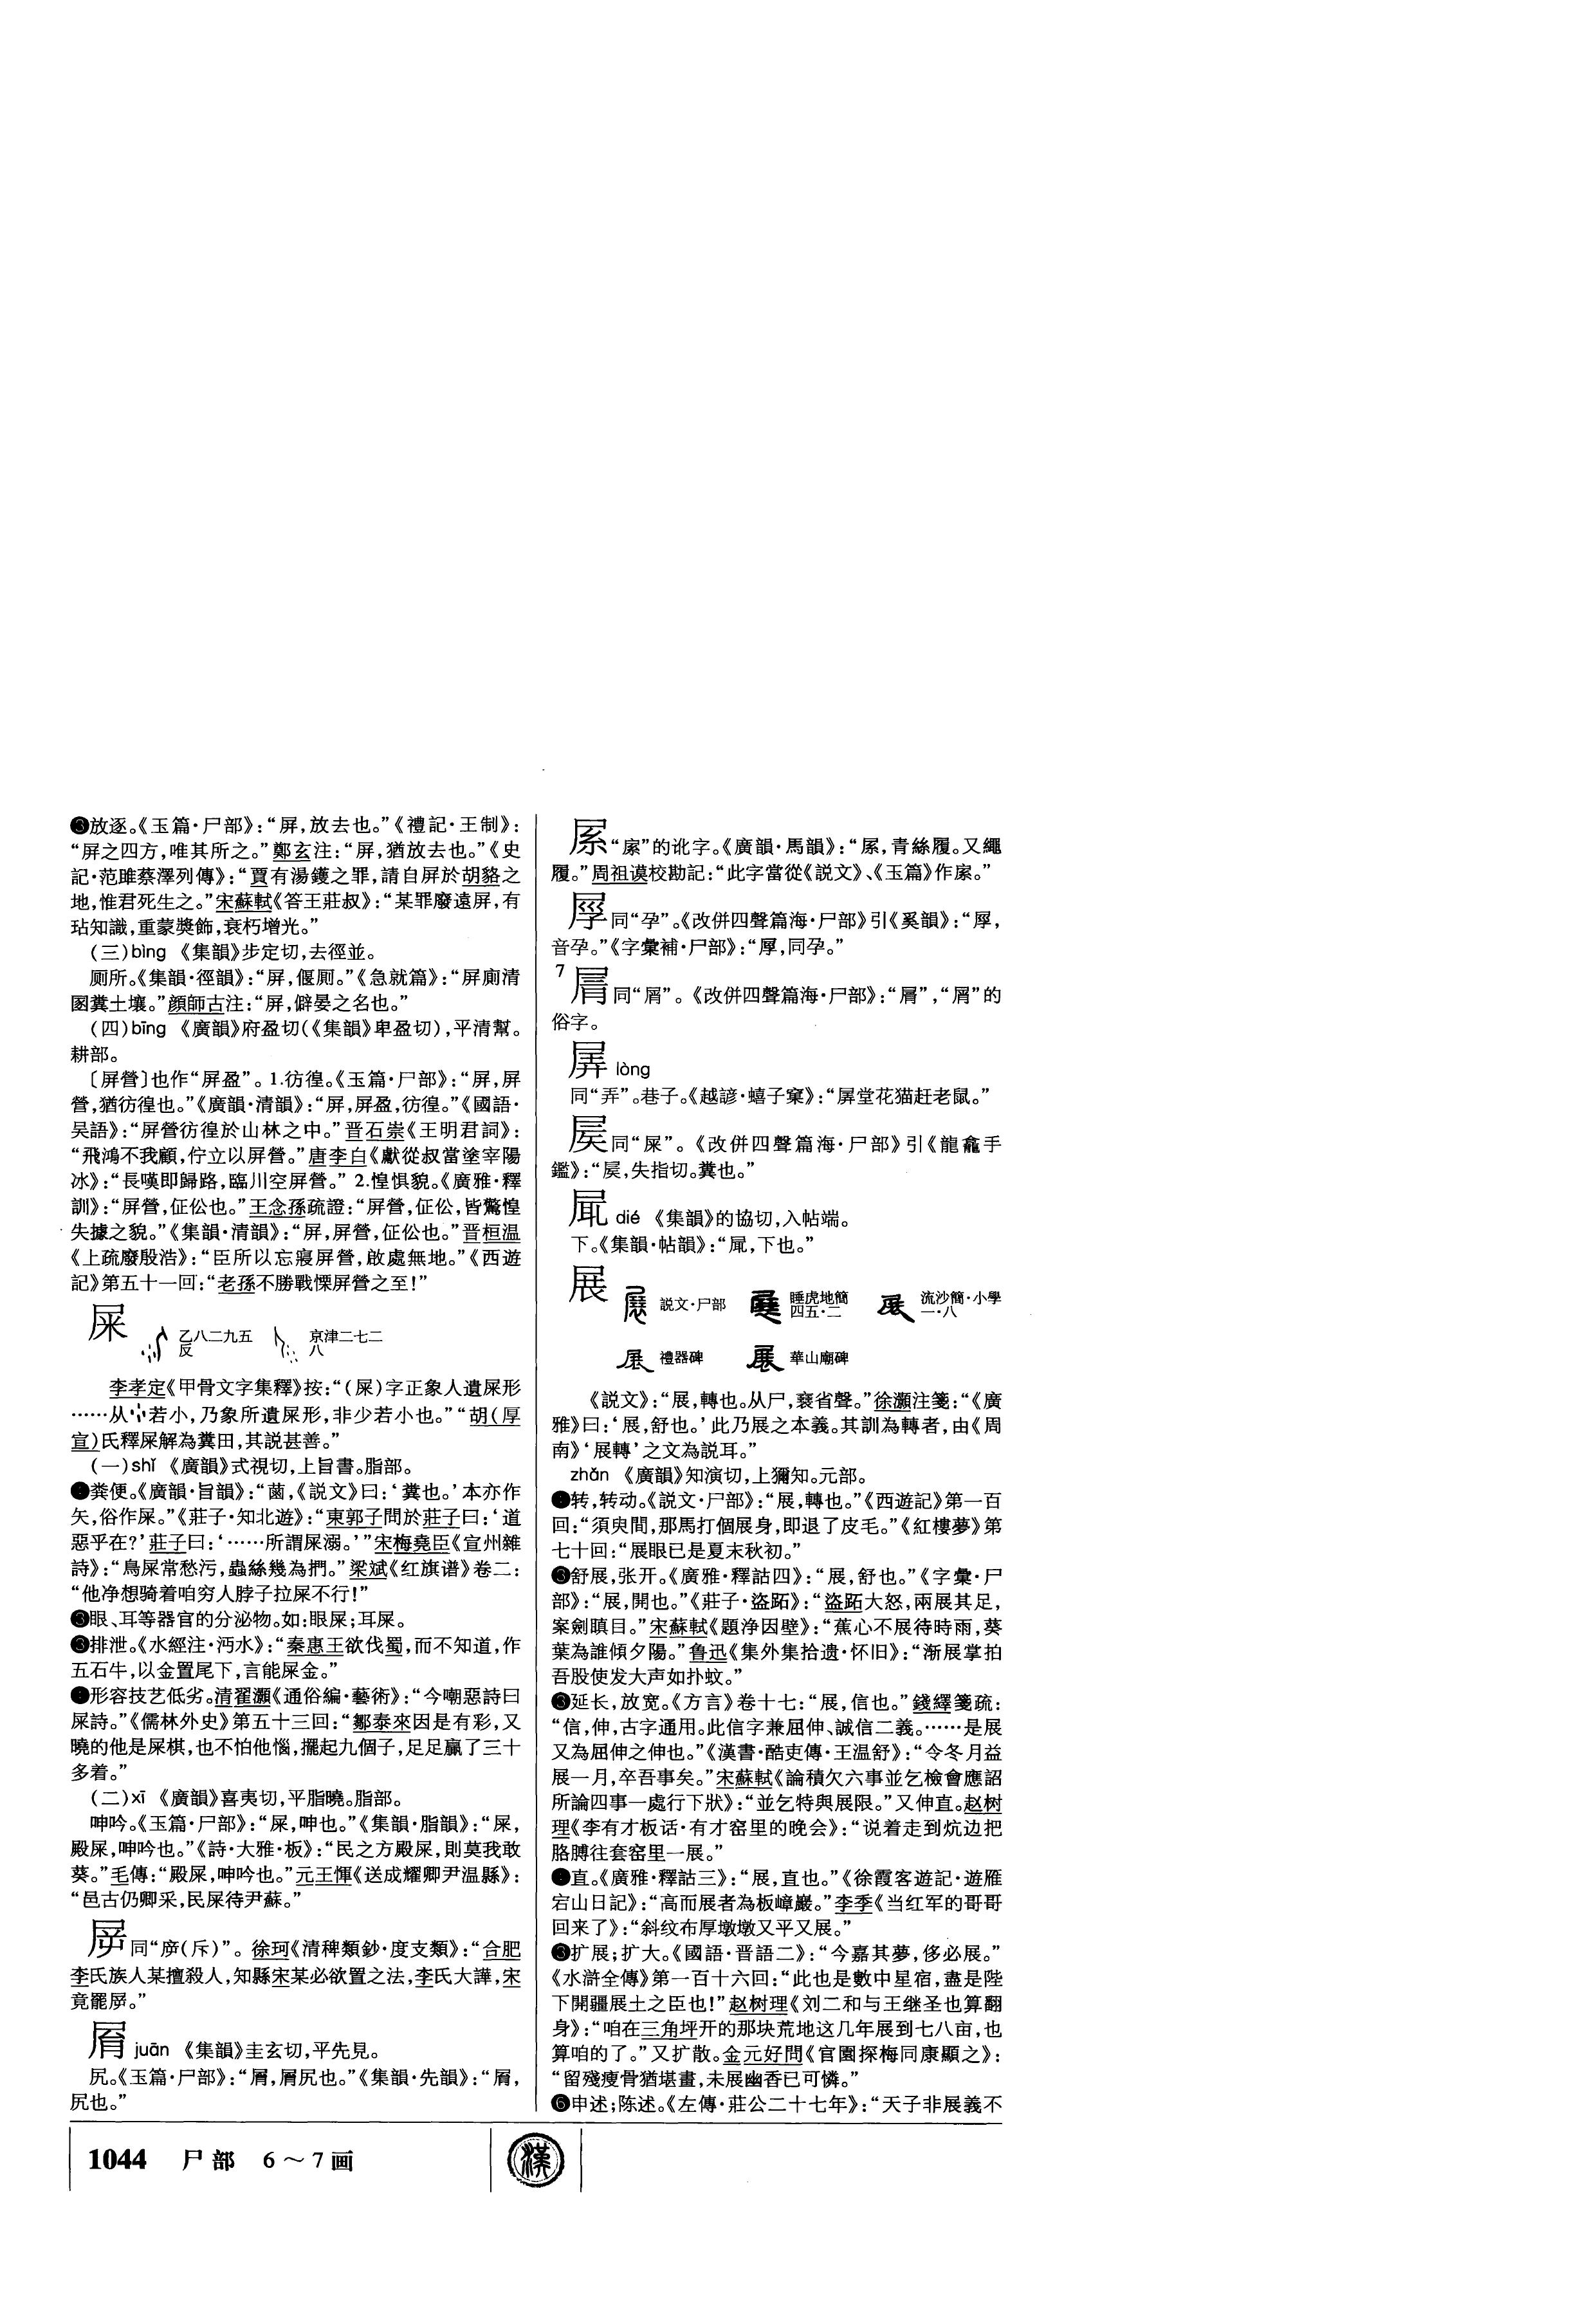 ❸放逐。《玉篇·尸部》：“屏，放去也。”《禮記·王制》：
“屏之四方，唯其所之。”鄭玄注：“屏，猶放去也。”《史
記·范雎蔡澤列傳》：“賈有湯鑊之罪，請自屏於胡貉之
地，惟君死生之。”宋蘇軾《答王莊叔》：“某罪廢遠屏，有
玷知識，重蒙奬飾，衰朽增光。”
（三）bìng 《集韻》步定切，去徑並。
厕所。《集韻·徑韻》：“屏，偃厠。”《急就篇》：“屏廁清
圂糞土壤。”顔師古注：“屏，僻晏之名也。”
（四）bīng 《廣韻》府盈切（《集韻》卑盈切），平清幫。
耕部。
〔屏營〕也作“屏盈”。1.彷徨。《玉篇·尸部》：“屏，屏
營，猶彷徨也。”《廣韻·清韻》：“屏，屏盈，彷徨。”《國語·
吴語》：“屏營彷徨於山林之中。”晋石崇《王明君詞》：
“飛鴻不我顧，佇立以屏營。”唐李白《獻從叔當塗宰陽
冰》：“長嘆即歸路，臨川空屏營。” 2.惶惧貌。《廣雅·釋
訓》：“屏營，怔忪也。”王念孫疏證：“屏營，怔忪，皆驚惶
失據之貌。”《集韻·清韻》：“屏，屏營，怔忪也。”晋桓温
《上疏廢殷浩》：“臣所以忘寢屏營，啟處無地。”《西遊
記》第五十一回：“老孫不勝戰慄屏營之至！”
屎 乙八二九五反 京津二七二八
李孝定《甲骨文字集釋》按：“（屎）字正象人遺屎形
……从若小，乃象所遺屎形，非少若小也。”“胡（厚
宣）氏釋屎解為糞田，其説甚善。”
（一）shǐ 《廣韻》式視切，上旨書。脂部。
❶粪便。《廣韻·旨韻》：“菡，《説文》曰：‘糞也。’本亦作
矢，俗作屎。”《莊子·知北遊》：“東郭子問於莊子曰：‘道
惡乎在？’莊子曰：‘……所謂屎溺。’”宋梅堯臣《宣州雜
詩》：“鳥屎常愁污，蟲絲幾為捫。”梁斌《红旗谱》卷二：
“他净想骑着咱穷人脖子拉屎不行！”
❷眼、耳等器官的分泌物。如：眼屎；耳屎。
❸排泄。《水經注·沔水》：“秦惠王欲伐蜀，而不知道，作
五石牛，以金置尾下，言能屎金。”
❹形容技艺低劣。清翟灝《通俗編·藝術》：“今嘲惡詩曰
屎詩。”《儒林外史》第五十三回：“鄒泰來因是有彩，又
曉的他是屎棋，也不怕他惱，擺起九個子，足足贏了三十
多着。”
（二）xī 《廣韻》喜夷切，平脂曉。脂部。
呻吟。《玉篇·尸部》：“屎，呻也。”《集韻·脂韻》：“屎，
殿屎，呻吟也。”《詩·大雅·板》：“民之方殿屎，則莫我敢
葵。”毛傳：“殿屎，呻吟也。”元王惲《送成耀卿尹温縣》：
“邑古仍卿采，民屎待尹蘇。”
同“㡿（斥）”。徐珂《清稗類鈔·度支類》：“合肥
李氏族人某擅殺人，知縣宋某必欲置之法，李氏大譁，宋
竟罷。”
juān 《集韻》圭玄切，平先見。
尻。《玉篇·尸部》：“，尻也。”《集韻·先韻》：“，
尻也。”
“㒸”的讹字。《廣韻·馬韻》：“，青絲履。又繩
履。”周祖谟校勘記：“此字當從《説文》、《玉篇》作。”
同“孕”。《改併四聲篇海·尸部》引《奚韻》：“，
音孕。”《字彙補·尸部》：“，同孕。”
7
同“屑”。《改併四聲篇海·尸部》：“”，“屑”的
俗字。
lòng
同“弄”。巷子。《越諺·蟢子窠》：“堂花猫赶老鼠。”
同“屎”。《改併四聲篇海·尸部》引《龍龕手
鑑》：“，失指切。糞也。”
dié 《集韻》的協切，入帖端。
下。《集韻·帖韻》：“，下也。”
展 説文·尸部 睡虎地簡四五·二 流沙簡·小學一·八
禮器碑 華山廟碑
《説文》：“展，轉也。从尸，㠭省聲。”徐灝注箋：“《廣
雅》曰：‘展，舒也。’此乃展之本義。其訓為轉者，由《周
南》‘展轉’之文為説耳。”
zhǎn 《廣韻》知演切，上獮知。元部。
❶转，转动。《説文·尸部》：“展，轉也。”《西遊記》第一百
回：“須臾間，那馬打個展身，即退了皮毛。”《紅樓夢》第
七十回：“展眼已是夏末秋初。”
❷舒展，张开。《廣雅·釋詁四》：“展，舒也。”《字彙·尸
部》：“展，開也。”《莊子·盜跖》：“盜跖大怒，兩展其足，
案劍瞋目。”宋蘇軾《題浄因壁》：“蕉心不展待時雨，葵
葉為誰傾夕陽。”鲁迅《集外集拾遗·怀旧》：“渐展掌拍
吾股使发大声如扑蚊。”
❸延长，放宽。《方言》卷十七：“展，信也。”錢繹箋疏：
“信，伸，古字通用。此信字兼屈伸、誠信二義。……是展
又為屈伸之伸也。”《漢書·酷吏傳·王温舒》：“令冬月益
展一月，卒吾事矣。”宋蘇軾《論積欠六事並乞檢會應詔
所論四事一處行下狀》：“並乞特與展限。”又伸直。赵树
理《李有才板话·有才窑里的晚会》：“说着走到炕边把
胳膊往套窑里一展。”
❹直。《廣雅·釋詁三》：“展，直也。”《徐霞客遊記·遊雁
宕山日記》：“高而展者為板嶂巖。”李季《当红军的哥哥
回来了》：“斜纹布厚墩墩又平又展。”
❺扩展；扩大。《國語·晋語二》：“今嘉其夢，侈必展。”
《水滸全傳》第一百十六回：“此也是數中星宿，盡是陛
下開疆展土之臣也！”赵树理《刘二和与王继圣也算翻
身》：“咱在三角坪开的那块荒地这几年展到七八亩，也
算咱的了。”又扩散。金元好問《官園探梅同康顯之》：
“留殘瘦骨猶堪畫，未展幽香已可憐。”
❻申述；陈述。《左傳·莊公二十七年》：“天子非展義不
1044 尸部 6～7画
漢